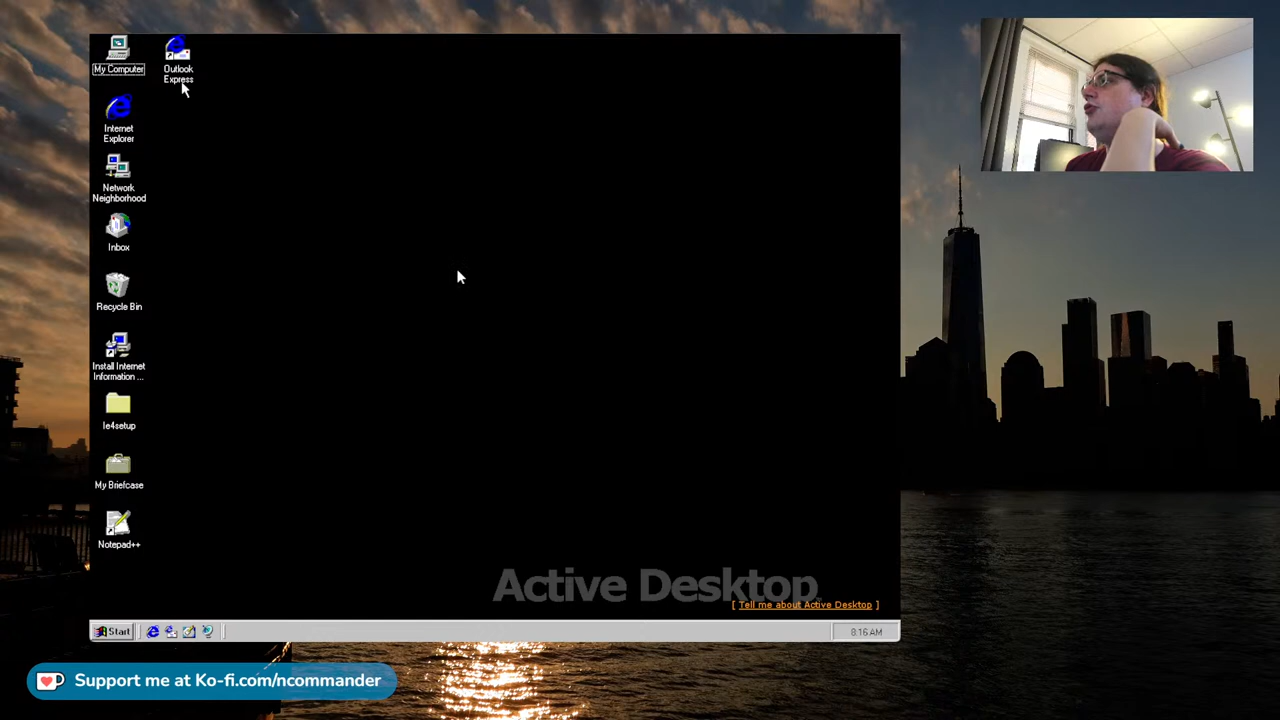 My Computer
Outlook
Express
Internet
Explorer
Network
Neighborhood
Inbox
Recycle Bin
Install Internet
Information ...
Ie4setup
My Briefcase
Notepad++
Active Desktop
[ Tell me about Active Desktop ]
Start
8:16 AM
Support me at Ko-fi.com/ncommander